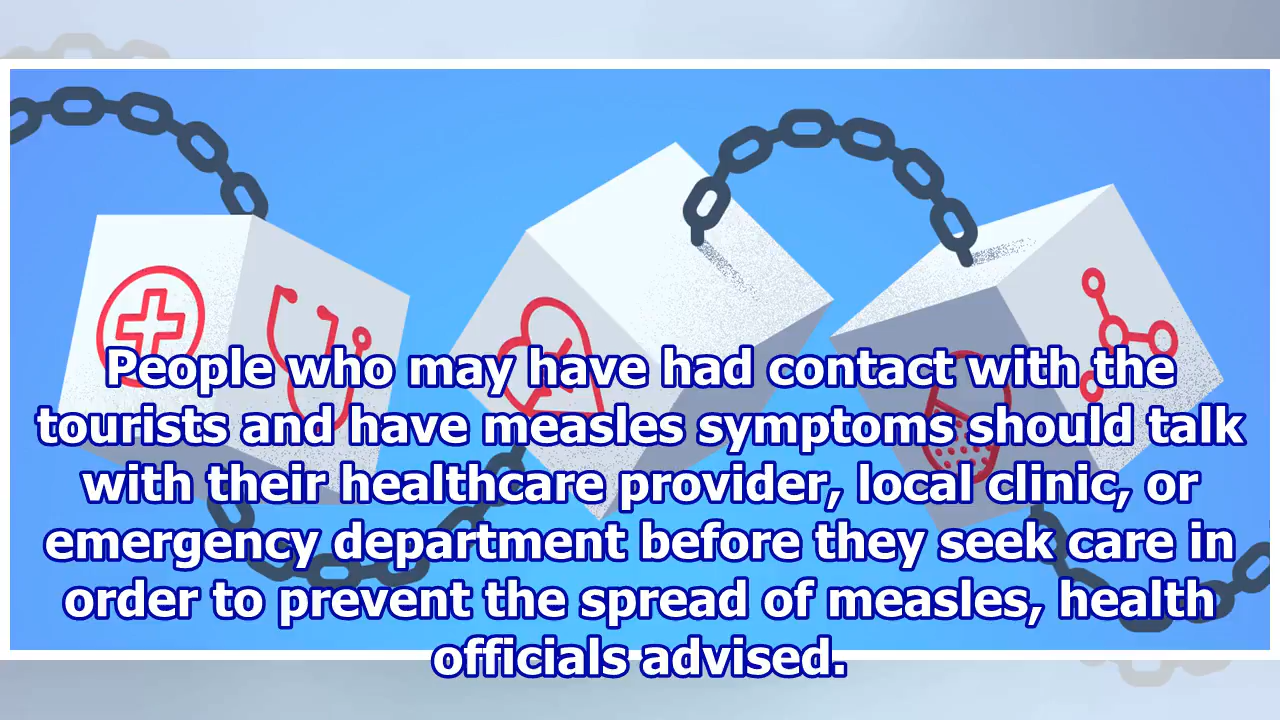 People who may have had contact with the
tourists and have measles symptoms should talk
with their healthcare provider, local clinic, or
emergency department before they seek care in
order to prevent the spread of measles, health
officials advised.